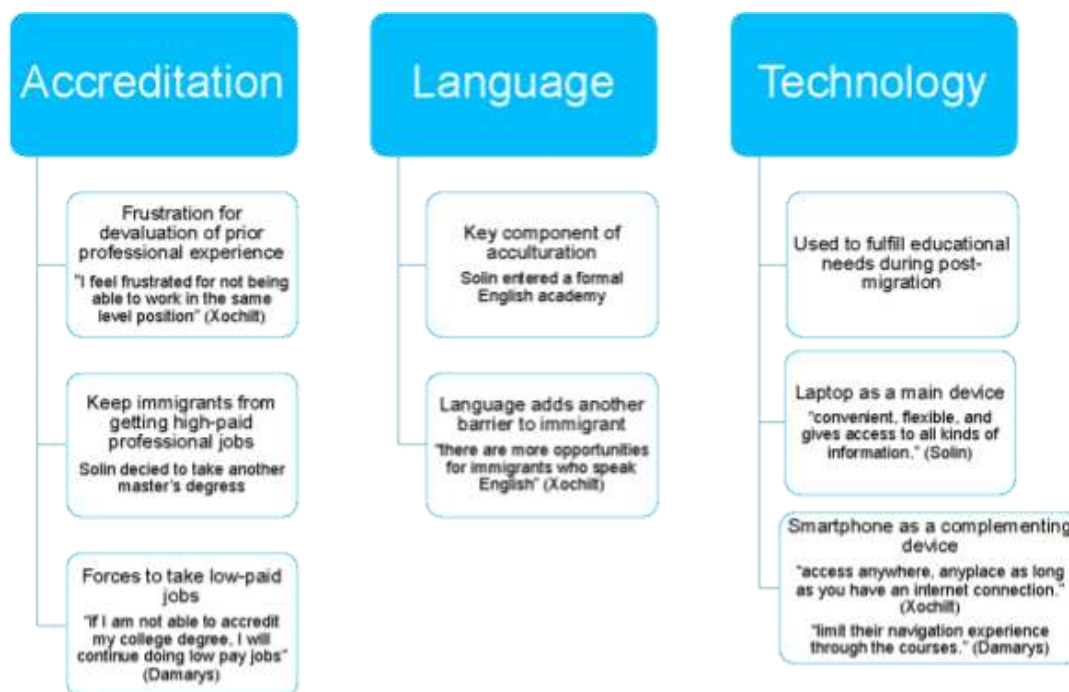 Accreditation
Frustration for
devaluation of prior
professional experience
"I feel frustrated for not being
able to work in the same
level position" (Xochilt)
Keep immigrants from
getting high-paid
professional jobs
Solin decied to take another
master's degree
Forces to take low-paid
jobs
"If I am not able to accredit
my college degree, I will
continue doing low pay jobs"
(Damarys)
Language
Key component of
acculturation
Solin entered a formal
English academy
Language adds another
barrier to immigrant
"there are more opportunities
for immigrants who speak
English" (Xochilt)
Technology
Used to fulfill educational
needs during post-
migration
Laptop as a main device
"convenient, flexible, and
gives access to all kinds of
information." (Solin)
Smartphone as a complementing
device
"access anywhere, anyplace as long
as you have an internet connection."
(Xochilt)
"limit their navigation experience
through the courses." (Damarys)